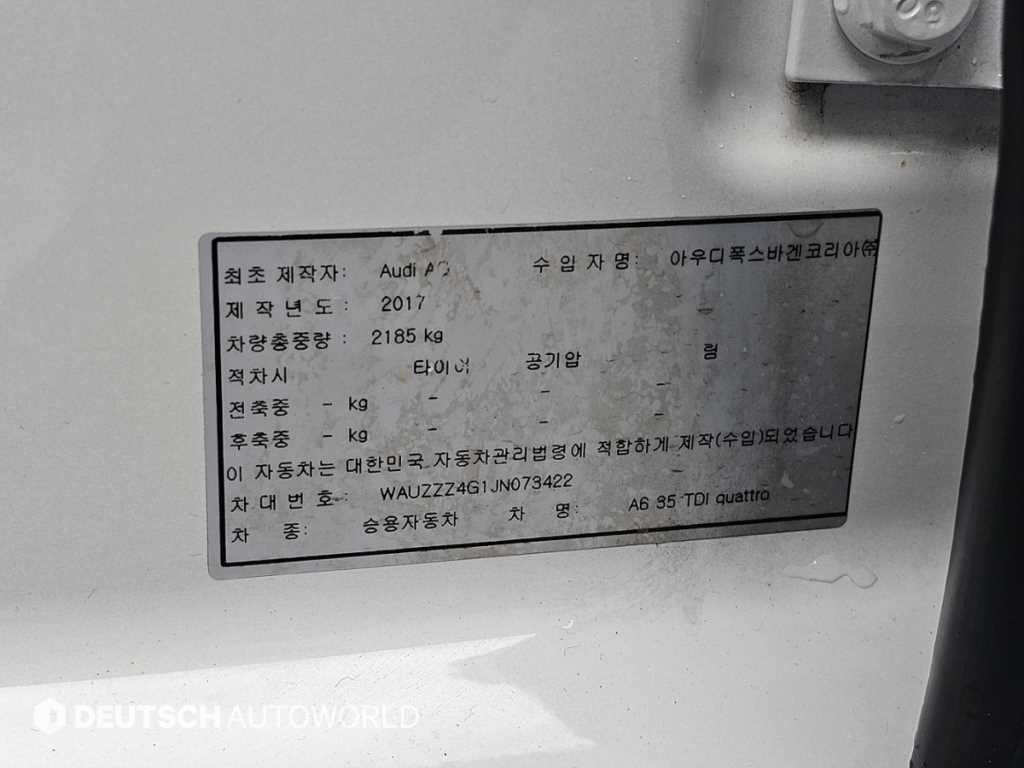 08
최초 제작자: Audi AG 수 입 자 명: 아우디폭스바겐코리아㈜
제 작 년 도 : 2017
차량총중량 : 2185 kg
적차시 타이어 공기압 림
전축중 - kg - - -
후축중 - kg - - -
이 자동차는 대한민국 자동차관리법령에 적합하게 제작(수입)되었습니다
차 대 번 호 : WAUZZZ4G1JN073422
차 종: 승용자동차 차 명: A6 35 TDI quattro
DEUTSCH AUTOWORLD